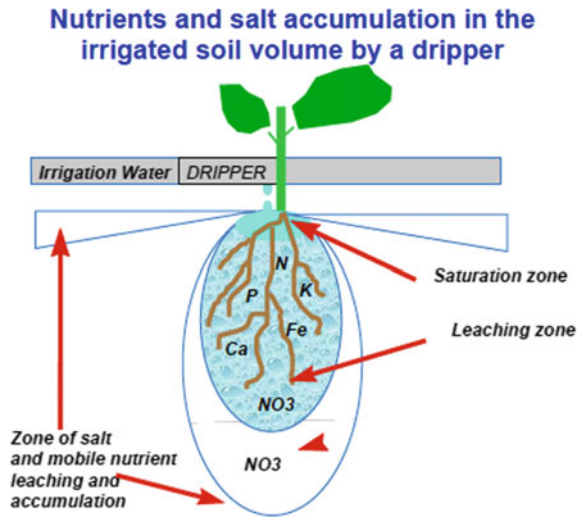 Nutrients and salt accumulation in the
irrigated soil volume by a dripper
Irrigation Water
DRIPPER
Saturation zone
N
K
P
Fe
Leaching zone
Ca
NO3
Zone of salt
and mobile nutrient
leaching and
accumulation
NO3